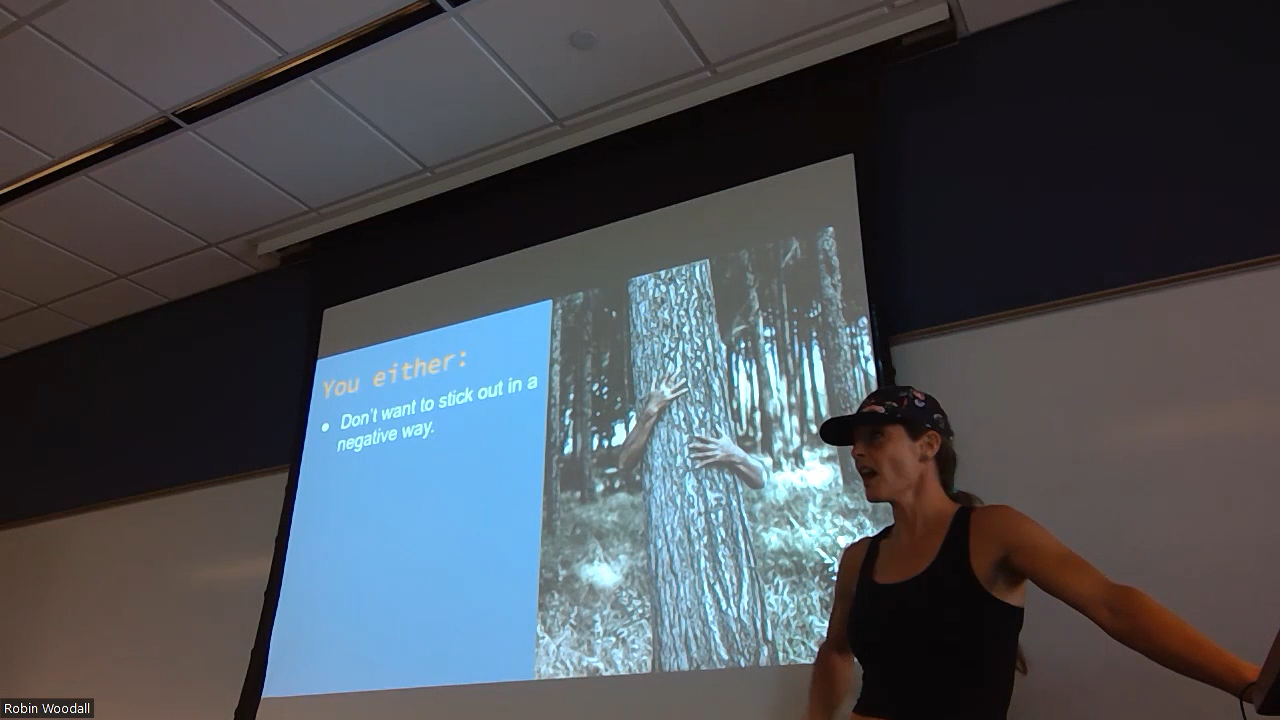 You either:
• Don't want to stick out in a
negative way.
Robin Woodall